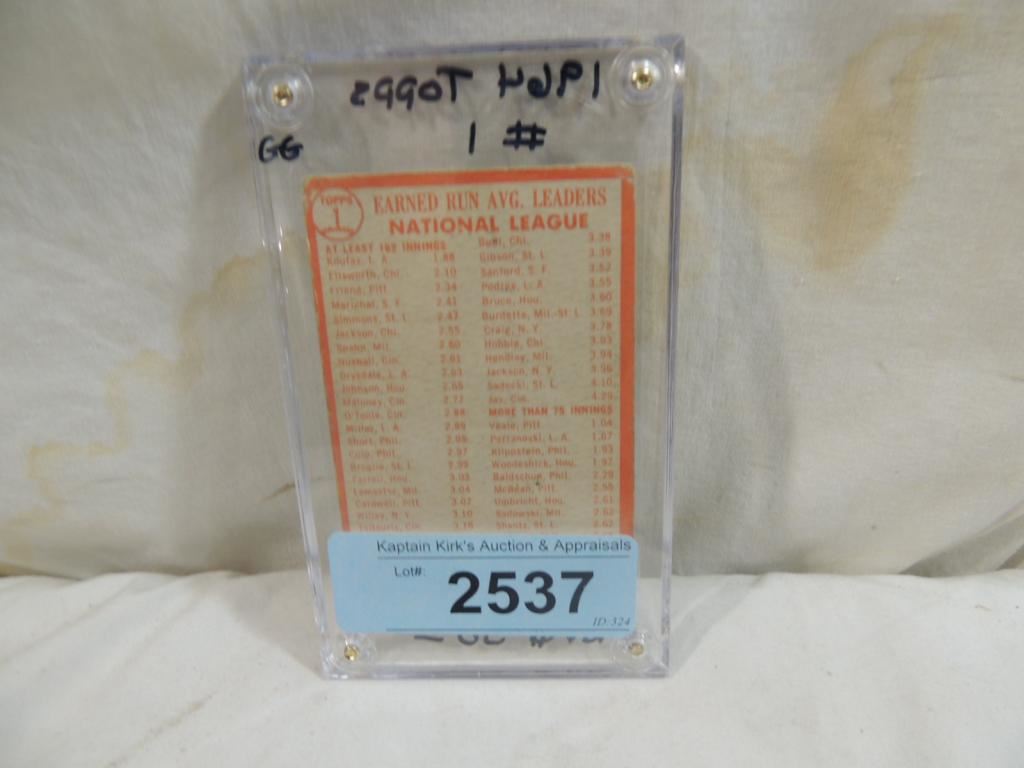 1964 Topps
# 1
GG
TOPPS
1
EARNED RUN AVG. LEADERS
NATIONAL LEAGUE
AT LEAST 162 INNINGS
Koufax, L. A. 1.88
Ellsworth, Chi. 2.10
Friend, Pitt. 2.34
Marichal, S. F. 2.41
Simmons, St. L. 2.47
Jackson, Chi. 2.55
Spahn, Mil. 2.60
Nuxhall, Cin. 2.61
Drysdale, L. A. 2.63
Johnson, Hou. 2.65
Maloney, Cin. 2.77
O'Toole, Cin. 2.88
Miller, L. A. 2.89
Short, Phil. 2.95
Culp, Phil. 2.97
Broglio, St. L. 2.99
Farrell, Hou. 3.03
Lemaster, Mil. 3.04
Cardwell, Pitt. 3.07
Willey, N. Y. 3.10
Tsitouris, Cin. 3.16
Buhl, Chi. 3.38
Gibson, St. L. 3.39
Sanford, S. F. 3.52
Podres, L. A. 3.55
Bruce, Hou. 3.60
Burdette, Mil.-St. L. 3.69
Craig, N. Y. 3.78
Hobbie, Chi. 3.93
Hendley, Mil. 3.94
Jackson, N. Y. 3.96
Sadecki, St. L. 4.10
Jay, Cin. 4.29
MORE THAN 75 INNINGS
Veale, Pitt. 1.04
Perranoski, L. A. 1.67
Klippstein, Phil. 1.93
Woodeshick, Hou. 1.97
Baldschun, Phil. 2.29
McBean, Pitt. 2.56
Umbricht, Hou. 2.61
Sadowski, Mil. 2.62
Shantz, St. L. 2.62
Kaptain Kirk's Auction & Appraisals
Lot#: 2537
ID:324